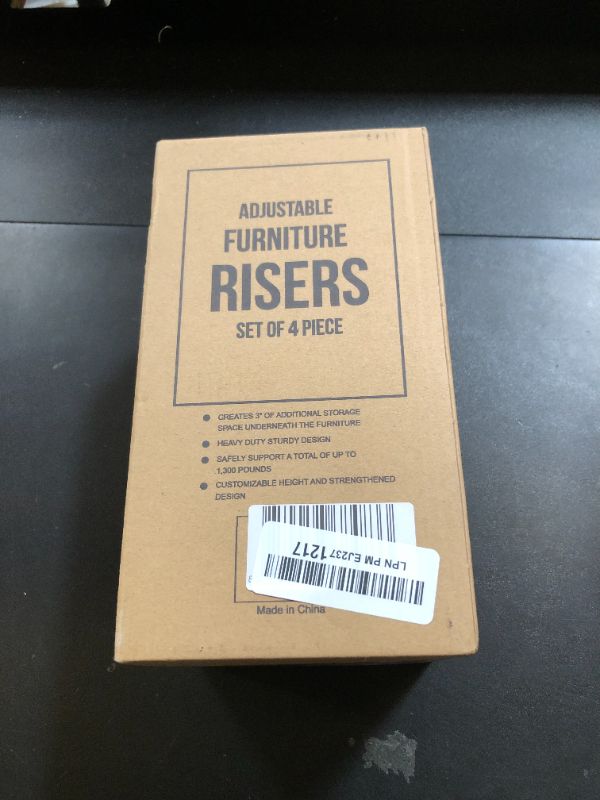 ADJUSTABLE
FURNITURE
RISERS
SET OF 4 PIECE
CREATES 3" OF ADDITIONAL STORAGE
SPACE UNDERNEATH THE FURNITURE
HEAVY DUTY STURDY DESIGN
SAFELY SUPPORT A TOTAL OF UP TO
1,300 POUNDS
CUSTOMIZABLE HEIGHT AND STRENGTHENED
DESIGN
LPN PM EJ2371217
Made in China